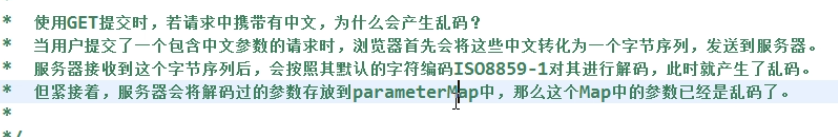 * 使用GET提交时，若请求中携带有中文，为什么会产生乱码？
* 当用户提交了一个包含中文参数的请求时，浏览器首先会将这些中文转化为一个字节序列，发送到服务器。
* 服务器接收到这个字节序列后，会按照其默认的字符编码ISO8859-1对其进行解码，此时就产生了乱码。
* 但紧接着，服务器会将解码过的参数存放到parameterMap中，那么这个Map中的参数已经是乱码了。
*
*/